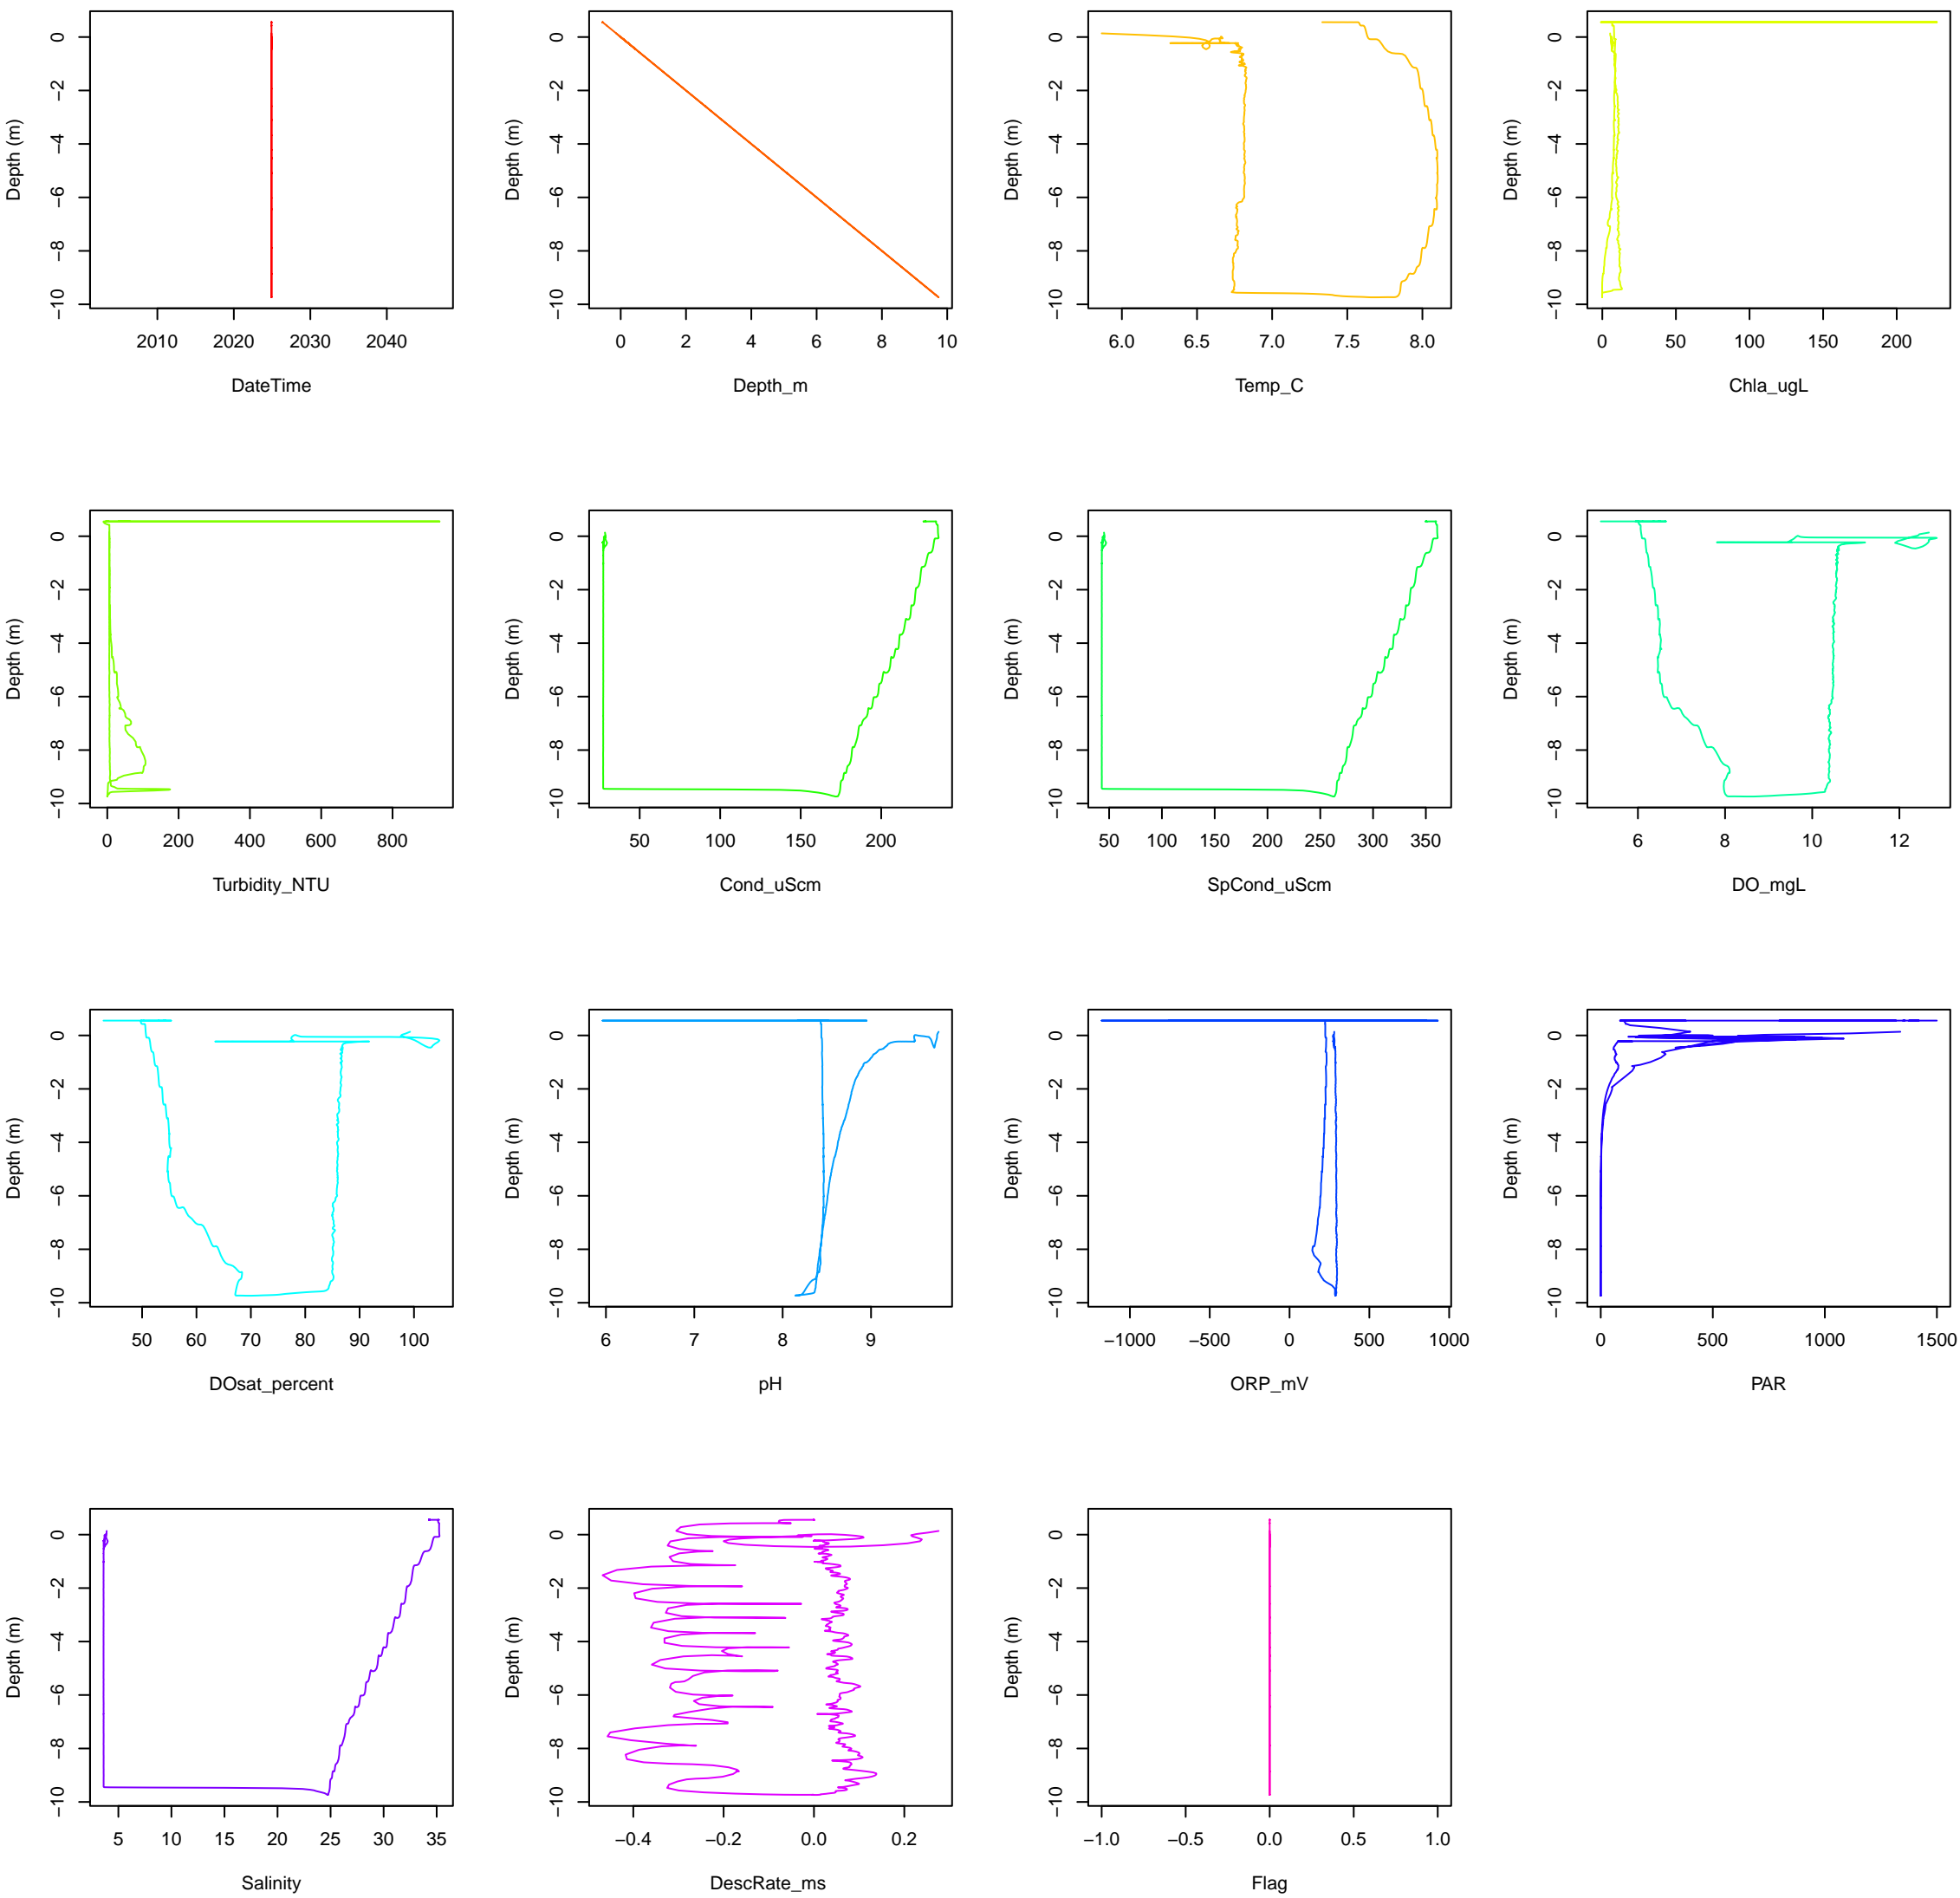 0 −2 −4 −6 −8 −10
Depth (m)
2010 2020 2030 2040
DateTime
0 −2 −4 −6 −8 −10
Depth (m)
0 2 4 6 8 10
Depth_m
0 −2 −4 −6 −8 −10
Depth (m)
6.0 6.5 7.0 7.5 8.0
Temp_C
0 −2 −4 −6 −8 −10
Depth (m)
0 50 100 150 200
Chla_ugL
0 −2 −4 −6 −8 −10
Depth (m)
0 200 400 600 800
Turbidity_NTU
0 −2 −4 −6 −8 −10
Depth (m)
50 100 150 200
Cond_uScm
0 −2 −4 −6 −8 −10
Depth (m)
50 100 150 200 250 300 350
SpCond_uScm
0 −2 −4 −6 −8 −10
Depth (m)
6 8 10 12
DO_mgL
0 −2 −4 −6 −8 −10
Depth (m)
50 60 70 80 90 100
DOsat_percent
0 −2 −4 −6 −8 −10
Depth (m)
6 7 8 9
pH
0 −2 −4 −6 −8 −10
Depth (m)
−1000 −500 0 500 1000
ORP_mV
0 −2 −4 −6 −8 −10
Depth (m)
0 500 1000 1500
PAR
0 −2 −4 −6 −8 −10
Depth (m)
5 10 15 20 25 30 35
Salinity
0 −2 −4 −6 −8 −10
Depth (m)
−0.4 −0.2 0.0 0.2
DescRate_ms
0 −2 −4 −6 −8 −10
Depth (m)
−1.0 −0.5 0.0 0.5 1.0
Flag